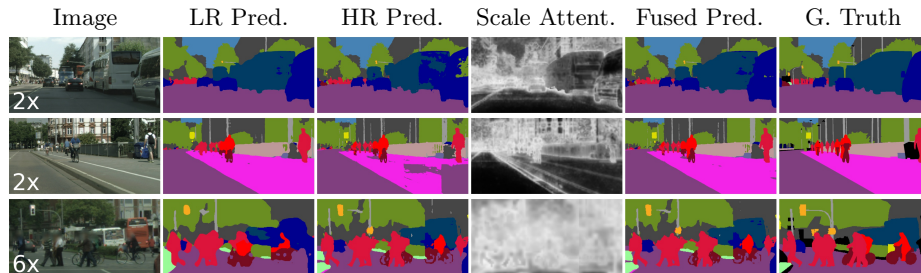 Image LR Pred. HR Pred. Scale Attent. Fused Pred. G. Truth
2x
2x
6x